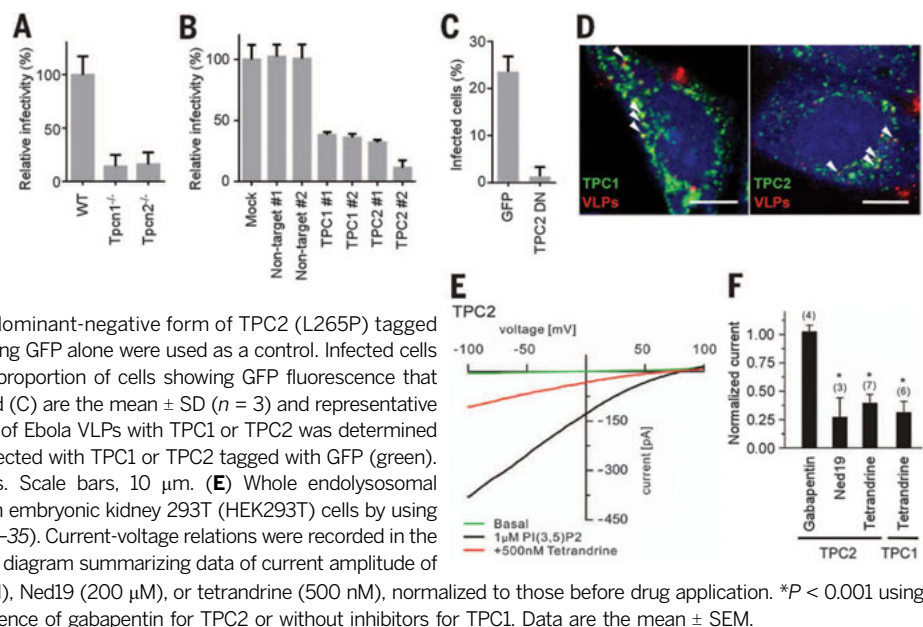 A
Relative infectivity (%)
100
50
0
WT
Tpcn1-/-
Tpcn2-/-
B
Relative infectivity (%)
100
50
0
Mock
Non-target #1
Non-target #2
TPC1 #1
TPC1 #2
TPC2 #1
TPC2 #2
C
Infected cells (%)
30
20
10
0
GFP
TPC2 DN
D
TPC1
VLPs
TPC2
VLPs
dominant-negative form of TPC2 (L265P) tagged
ng GFP alone were used as a control. Infected cells
proportion of cells showing GFP fluorescence that
d (C) are the mean ± SD (n = 3) and representative
of Ebola VLPs with TPC1 or TPC2 was determined
ected with TPC1 or TPC2 tagged with GFP (green).
s. Scale bars, 10 μm. (E) Whole endolysosomal
n embryonic kidney 293T (HEK293T) cells by using
–35). Current-voltage relations were recorded in the
diagram summarizing data of current amplitude of
l), Ned19 (200 μM), or tetrandrine (500 nM), normalized to those before drug application. *P < 0.001 using
ence of gabapentin for TPC2 or without inhibitors for TPC1. Data are the mean ± SEM.
E
TPC2
voltage [mV]
-100
-50
50
100
-150
-300
-450
current [pA]
Basal
1μM PI(3,5)P2
+500nM Tetrandrine
F
Normalized current
1.00
0.75
0.50
0.25
0.00
(4)
*
(3)
*
(7)
*
(6)
Gabapentin
Ned19
Tetrandrine
Tetrandrine
TPC2
TPC1